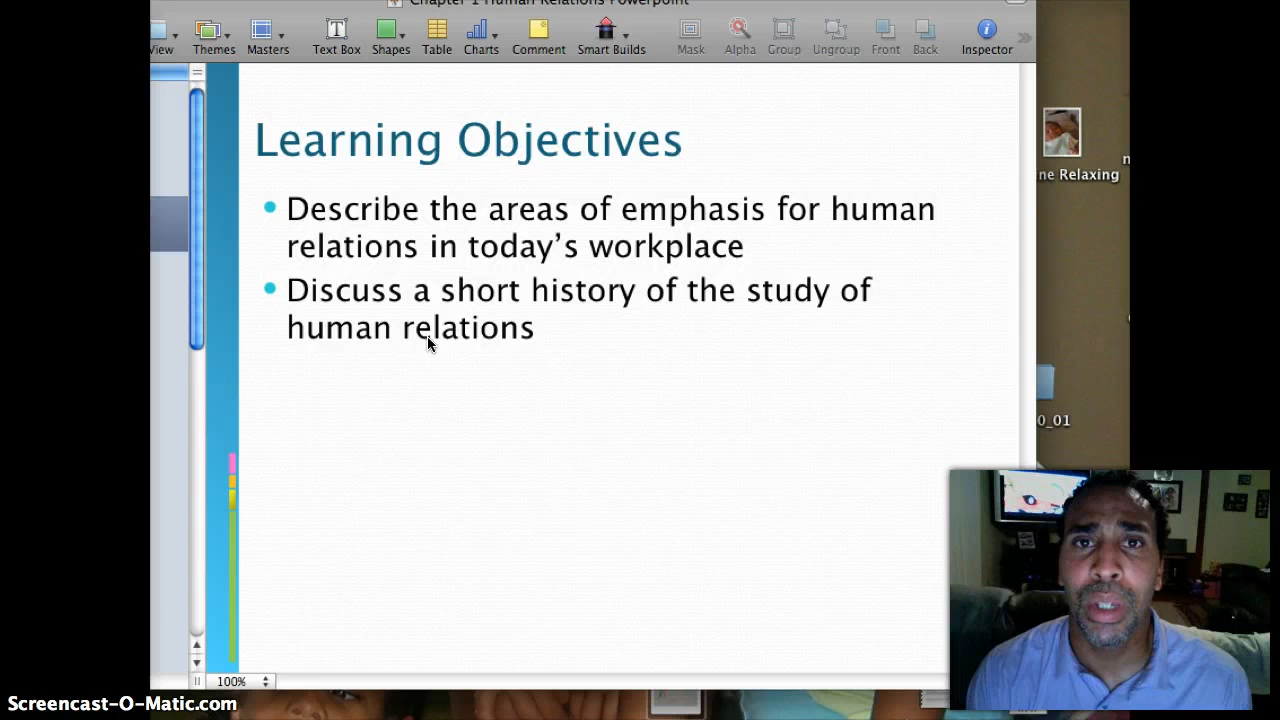 Chapter 1 Human Relations Powerpoint
View Themes Masters Text Box Shapes Table Charts Comment Smart Builds Mask Alpha Group Ungroup Front Back Inspector
Learning Objectives
ne Relaxing
• Describe the areas of emphasis for human
relations in today's workplace
• Discuss a short history of the study of
human relations
0_01
100%
Screencast-O-Matic.com